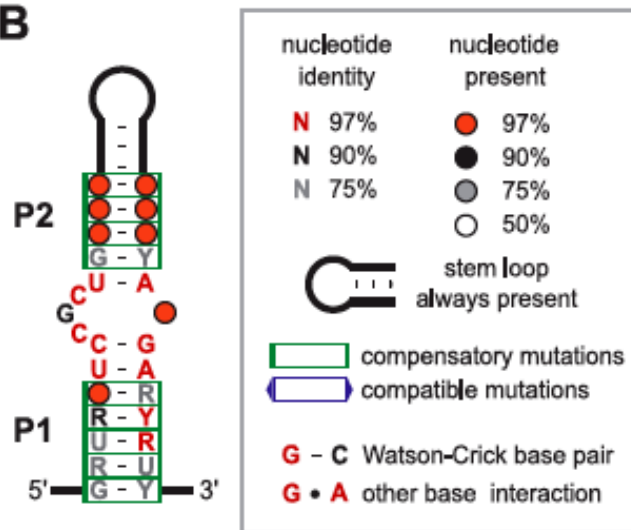 B
nucleotide identity
nucleotide present
N 97%
N 90%
N 75%
97%
90%
75%
50%
stem loop
always present
compensatory mutations
compatible mutations
G – C Watson-Crick base pair
G • A other base interaction
P2
G - Y
U - A
C
G
C
C - G
U - A
- R
P1
R - Y
U - R
R - U
5' G - Y 3'